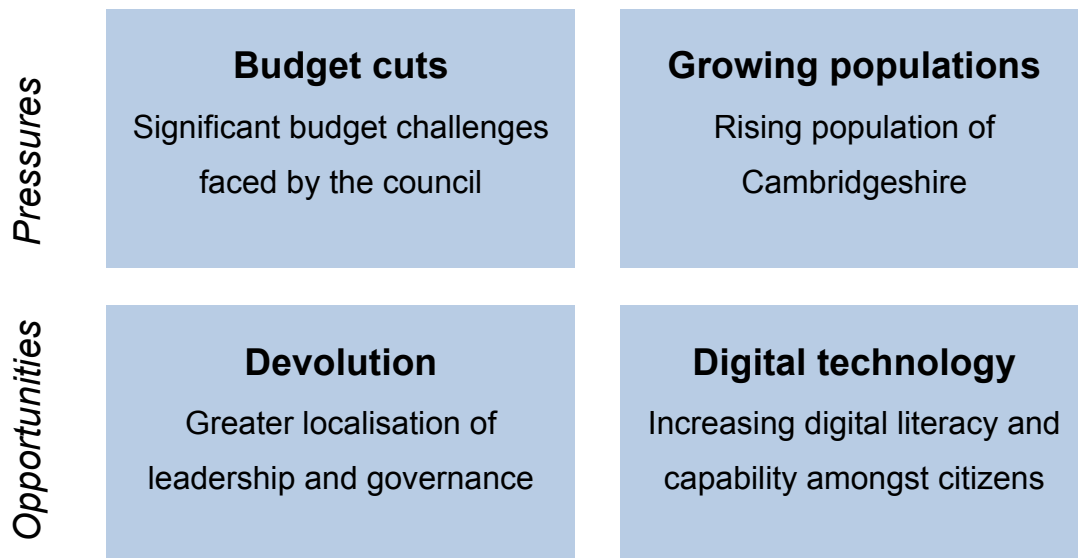 Pressures
Budget cuts
Significant budget challenges
faced by the council
Growing populations
Rising population of
Cambridgeshire
Opportunities
Devolution
Greater localisation of
leadership and governance
Digital technology
Increasing digital literacy and
capability amongst citizens